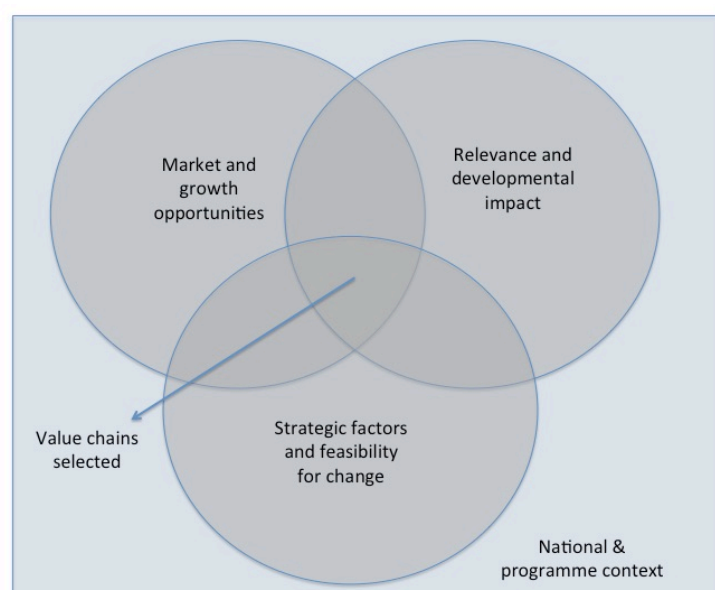 Market and
growth
opportunities
Relevance and
developmental
impact
Strategic factors
and feasibility
for change
Value chains
selected
National &
programme context